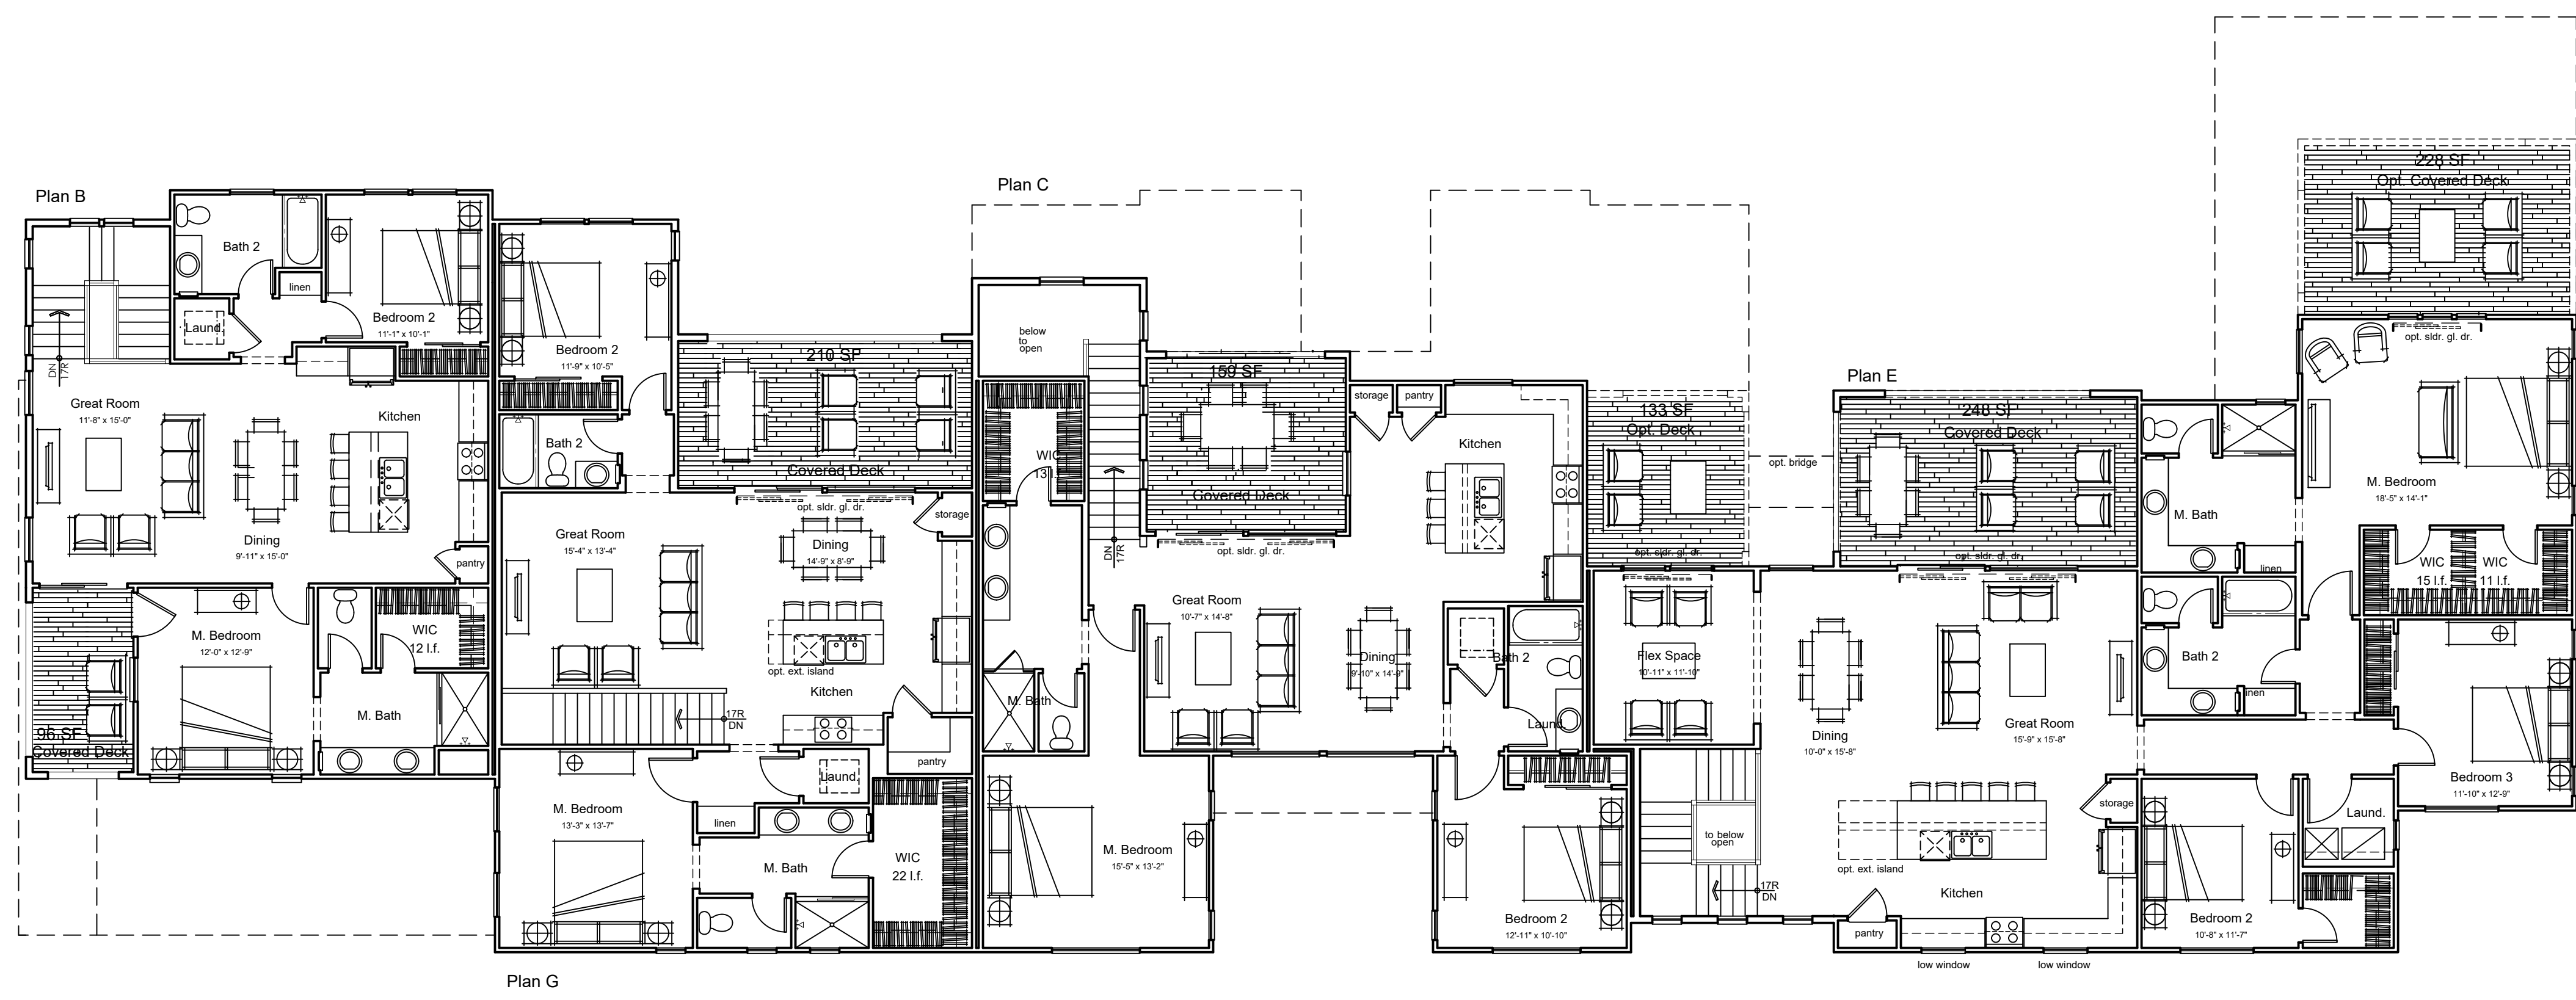 Plan B
Bath 2
linen
Laund.
Bedroom 2
11'-1" x 10'-1"
DN
17R
Great Room
11'-8" x 15'-0"
Kitchen
Dining
9'-11" x 15'-0"
pantry
M. Bedroom
12'-0" x 12'-9"
WIC
12 l.f.
M. Bath
96 SF
Covered Deck
Bedroom 2
11'-9" x 10'-5"
Bath 2
210 SF
Covered Deck
opt. sldr. gl. dr.
storage
Great Room
15'-4" x 13'-4"
Dining
14'-9" x 8'-9"
opt. ext. island
Kitchen
17R
DN
pantry
Laund.
M. Bedroom
13'-3" x 13'-7"
linen
M. Bath
WIC
22 l.f.
Plan G
Plan C
below
to
open
159 SF
Covered Deck
opt. sldr. gl. dr.
WIC
13 l.f.
DN
17R
storage
pantry
Kitchen
Great Room
10'-7" x 14'-8"
Dining
9'-10" x 14'-9"
Bath 2
Laund.
M. Bath
M. Bedroom
15'-5" x 13'-2"
Bedroom 2
12'-11" x 10'-10"
Plan E
133 SF
Opt. Deck
opt. sldr. gl. dr.
opt. bridge
248 SF
Covered Deck
opt. sldr. gl. dr.
228 SF
Opt. Covered Deck
opt. sldr. gl. dr.
M. Bedroom
18'-5" x 14'-1"
M. Bath
linen
WIC
15 l.f.
WIC
11 l.f.
Flex Space
10'-11" x 11'-10"
Dining
10'-0" x 15'-8"
Great Room
15'-9" x 15'-8"
Bath 2
linen
Bedroom 3
11'-10" x 12'-9"
storage
Laund.
to below
open
17R
DN
opt. ext. island
Kitchen
pantry
Bedroom 2
10'-8" x 11'-7"
low window
low window